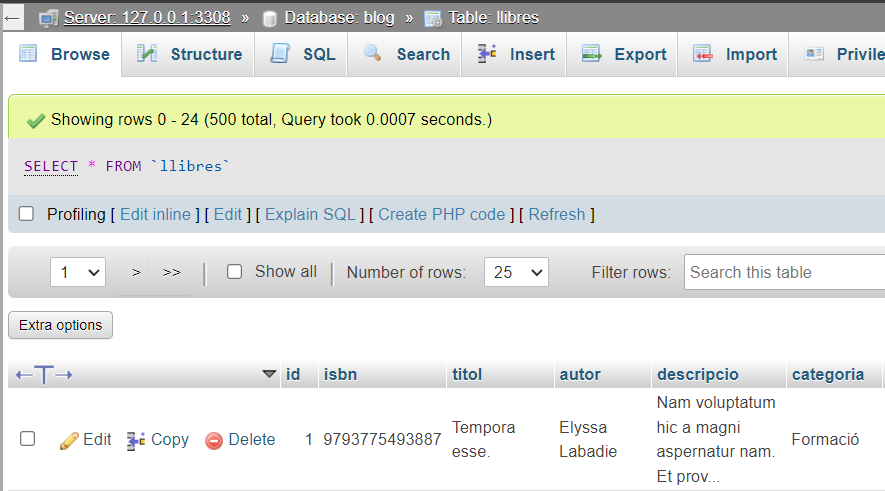 Server: 127.0.0.1:3308 » Database: blog » Table: llibres
Browse Structure SQL Search Insert Export Import Privile
Showing rows 0 - 24 (500 total, Query took 0.0007 seconds.)
SELECT * FROM `llibres`
Profiling [ Edit inline ] [ Edit ] [ Explain SQL ] [ Create PHP code ] [ Refresh ]
1 > >> Show all Number of rows: 25 Filter rows: Search this table
Extra options
id isbn titol autor descripcio categoria
Edit Copy Delete 1 9793775493887 Tempora esse. Elyssa Labadie Nam voluptatum hic a magni aspernatur nam. Et prov... Formació